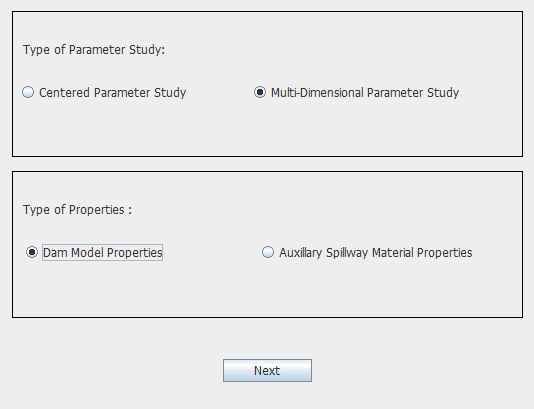 Type of Parameter Study:
Centered Parameter Study
Multi-Dimensional Parameter Study
Type of Properties :
Dam Model Properties
Auxillary Spillway Material Properties
Next